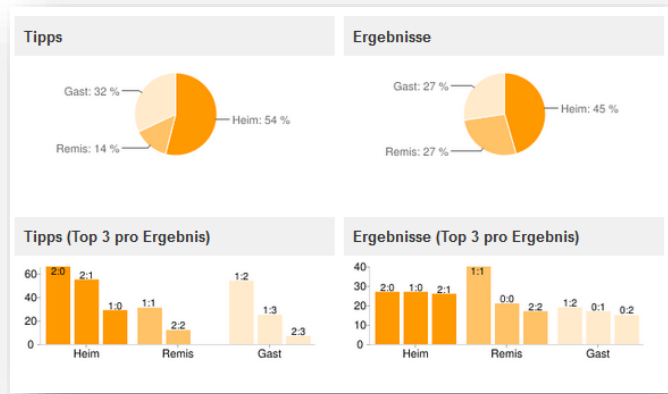 Tipps
Gast: 32 %
Heim: 54 %
Remis: 14 %
Ergebnisse
Gast: 27 %
Heim: 45 %
Remis: 27 %
Tipps (Top 3 pro Ergebnis)
60
40
20
0
2:0
2:1
1:0
1:1
2:2
1:2
1:3
2:3
Heim
Remis
Gast
Ergebnisse (Top 3 pro Ergebnis)
40
30
20
10
0
2:0
1:0
2:1
1:1
0:0
2:2
1:2
0:1
0:2
Heim
Remis
Gast